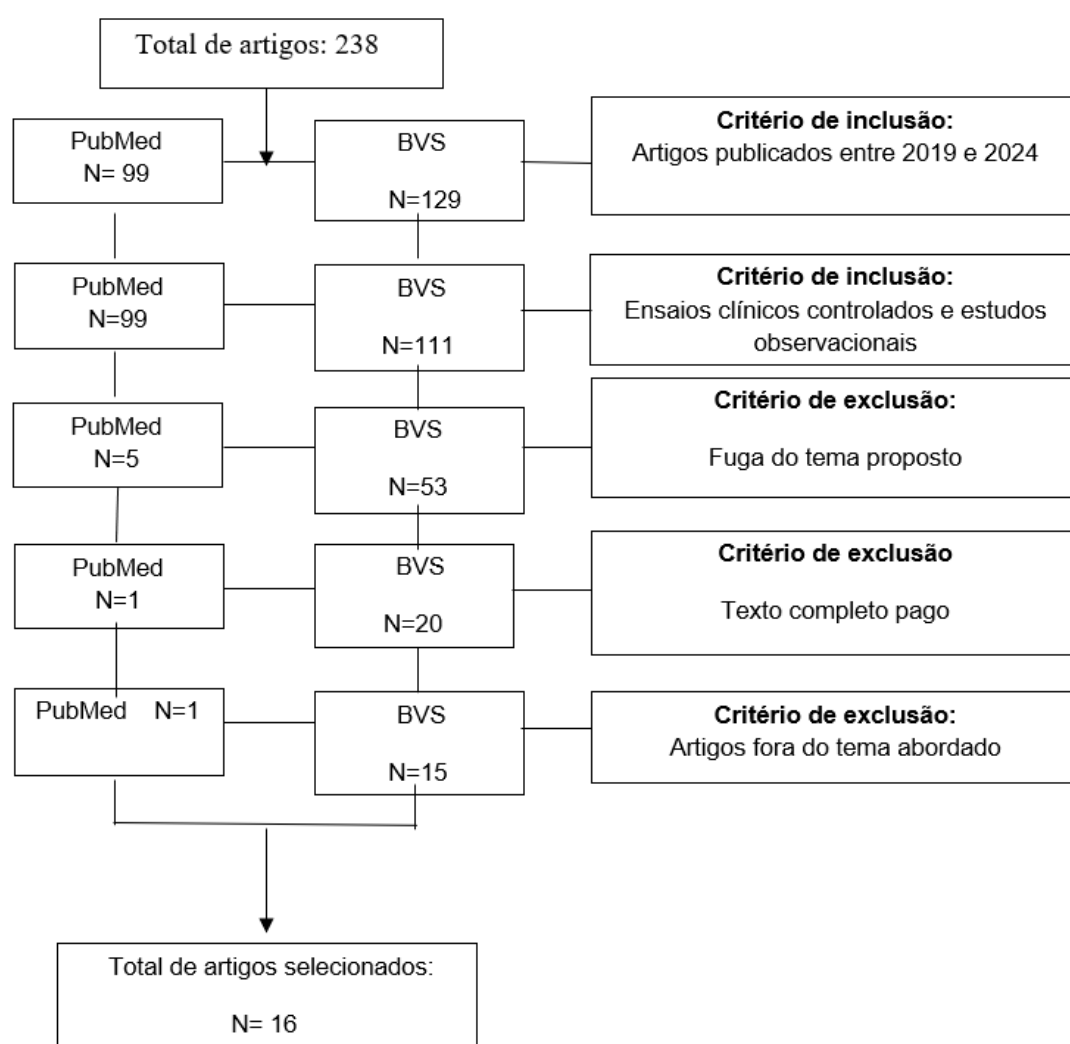 Total de artigos: 238
PubMed
N= 99
BVS
N=129
Critério de inclusão:
Artigos publicados entre 2019 e 2024
PubMed
N=99
BVS
N=111
Critério de inclusão:
Ensaios clínicos controlados e estudos
observacionais
PubMed
N=5
BVS
N=53
Critério de exclusão:
Fuga do tema proposto
PubMed
N=1
BVS
N=20
Critério de exclusão
Texto completo pago
PubMed N=1
BVS
N=15
Critério de exclusão:
Artigos fora do tema abordado
Total de artigos selecionados:
N= 16